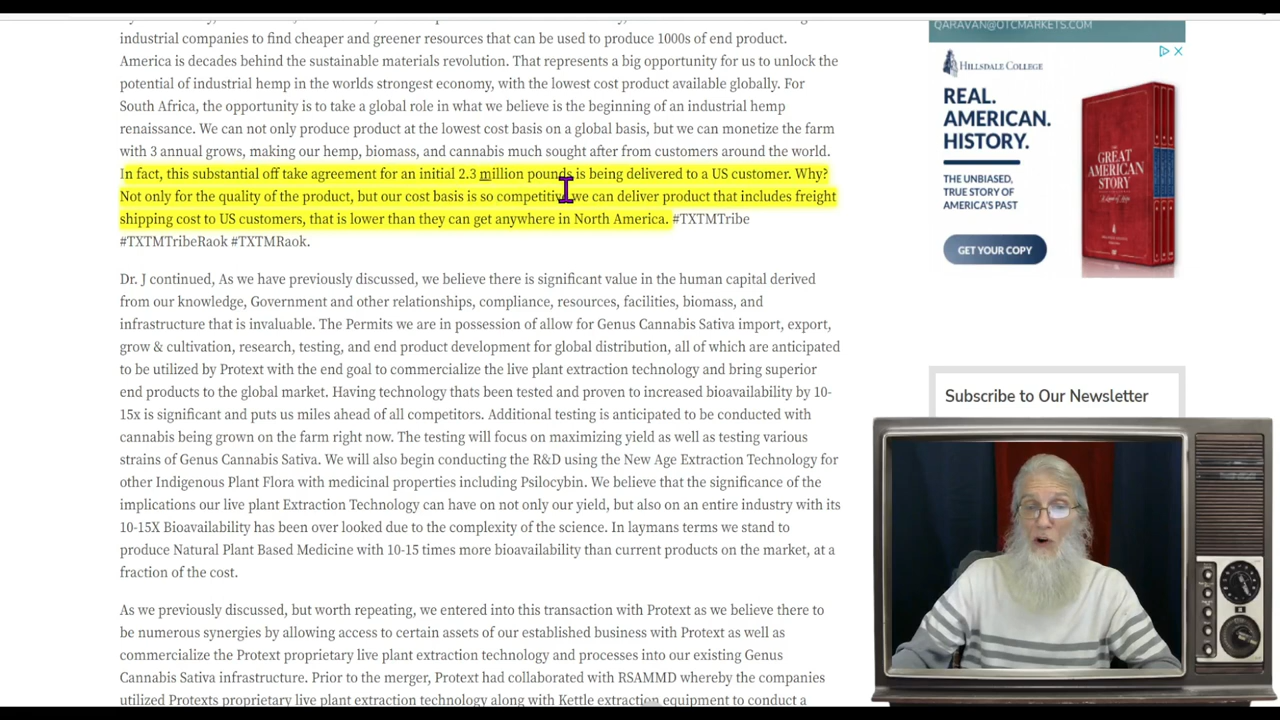 QARAVAN@OTCMARKETS.COM
industrial companies to find cheaper and greener resources that can be used to produce 1000s of end product.
America is decades behind the sustainable materials revolution. That represents a big opportunity for us to unlock the
potential of industrial hemp in the worlds strongest economy, with the lowest cost product available globally. For
South Africa, the opportunity is to take a global role in what we believe is the beginning of an industrial hemp
renaissance. We can not only produce product at the lowest cost basis on a global basis, but we can monetize the farm
with 3 annual grows, making our hemp, biomass, and cannabis much sought after from customers around the world.
In fact, this substantial off take agreement for an initial 2.3 million pounds is being delivered to a US customer. Why?
Not only for the quality of the product, but our cost basis is so competitive we can deliver product that includes freight
shipping cost to US customers, that is lower than they can get anywhere in North America. #TXTMTribe
#TXTMTribeRaok #TXTMRaok.
Dr. J continued, As we have previously discussed, we believe there is significant value in the human capital derived
from our knowledge, Government and other relationships, compliance, resources, facilities, biomass, and
infrastructure that is invaluable. The Permits we are in possession of allow for Genus Cannabis Sativa import, export,
grow & cultivation, research, testing, and end product development for global distribution, all of which are anticipated
to be utilized by Protext with the end goal to commercialize the live plant extraction technology and bring superior
end products to the global market. Having technology thats been tested and proven to increased bioavailability by 10-
15x is significant and puts us miles ahead of all competitors. Additional testing is anticipated to be conducted with
cannabis being grown on the farm right now. The testing will focus on maximizing yield as well as testing various
strains of Genus Cannabis Sativa. We will also begin conducting the R&D using the New Age Extraction Technology for
other Indigenous Plant Flora with medicinal properties including Psilocybin. We believe that the significance of the
implications our live plant Extraction Technology can have on not only our yield, but also on an entire industry with its
10-15X Bioavailability has been over looked due to the complexity of the science. In laymans terms we stand to
produce Natural Plant Based Medicine with 10-15 times more bioavailability than current products on the market, at a
fraction of the cost.
As we previously discussed, but worth repeating, we entered into this transaction with Protext as we believe there to
be numerous synergies by allowing access to certain assets of our established business with Protext as well as
commercialize the Protext proprietary live plant extraction technology and processes into our existing Genus
Cannabis Sativa infrastructure. Prior to the merger, Protext had collaborated with RSAMMD whereby the companies
utilized Protexts proprietary live plant extraction technology along with Kettle extraction equipment to conduct a
HILLSDALE COLLEGE
REAL.
AMERICAN.
HISTORY.
THE UNBIASED,
TRUE STORY OF
AMERICA'S PAST
GET YOUR COPY
THE
GREAT
AMERICAN
STORY
Subscribe to Our Newsletter